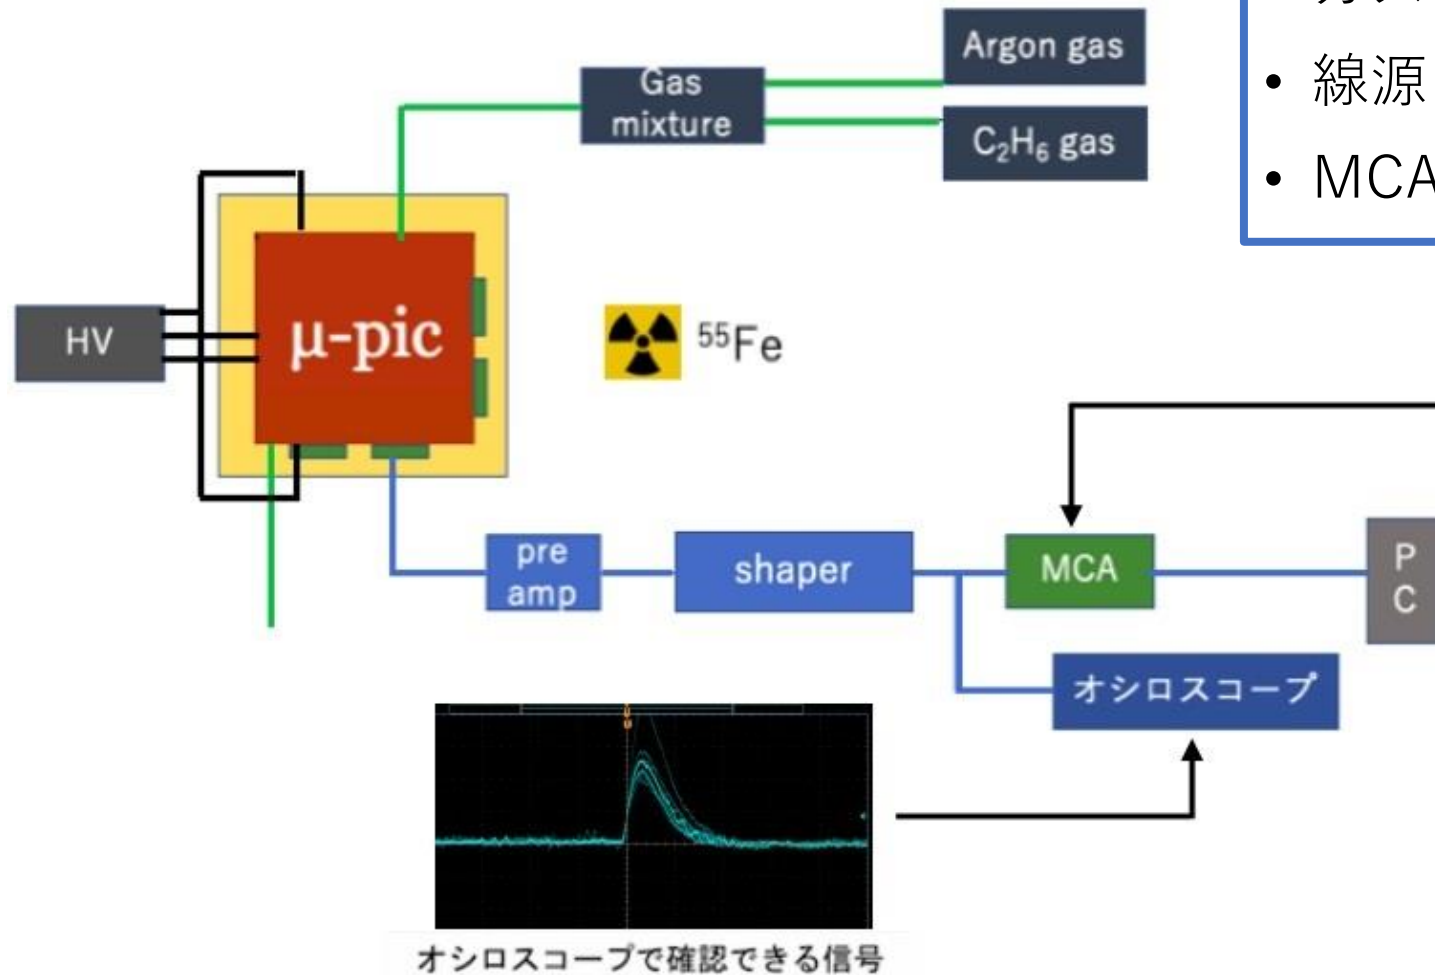 Argon gas
Gas
mixture
C₂H₆ gas
• 線源
• MCA
HV
μ-pic
⁵⁵Fe
pre
amp
shaper
MCA
P
C
オシロスコープ
オシロスコープで確認できる信号